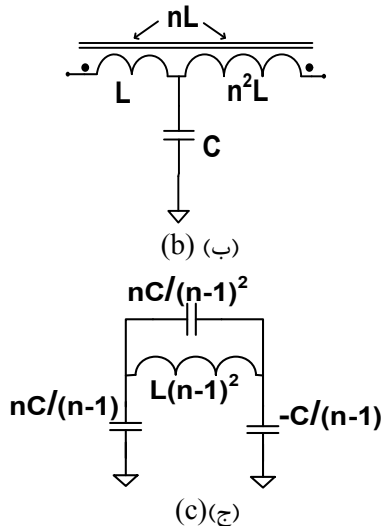 nL
L
n²L
C
(b) (ب)
nC/(n-1)²
L(n-1)²
nC/(n-1)
-C/(n-1)
(c) (ج)